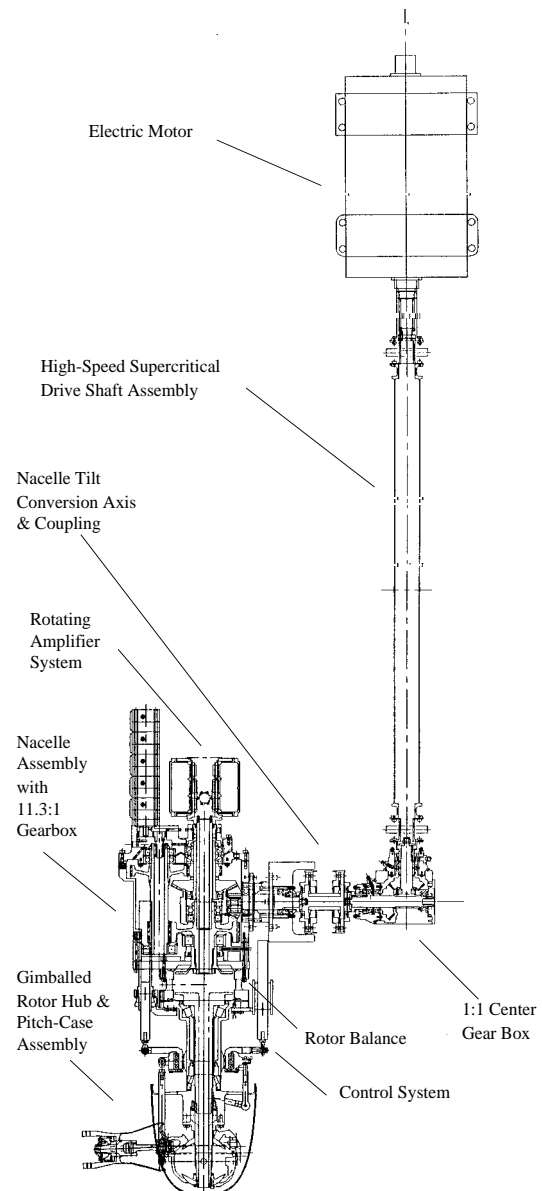 Electric Motor
High-Speed Supercritical
Drive Shaft Assembly
Nacelle Tilt
Conversion Axis
& Coupling
Rotating
Amplifier
System
Nacelle
Assembly
with
11.3:1
Gearbox
Gimballed
Rotor Hub &
Pitch-Case
Assembly
1:1 Center
Gear Box
Rotor Balance
Control System